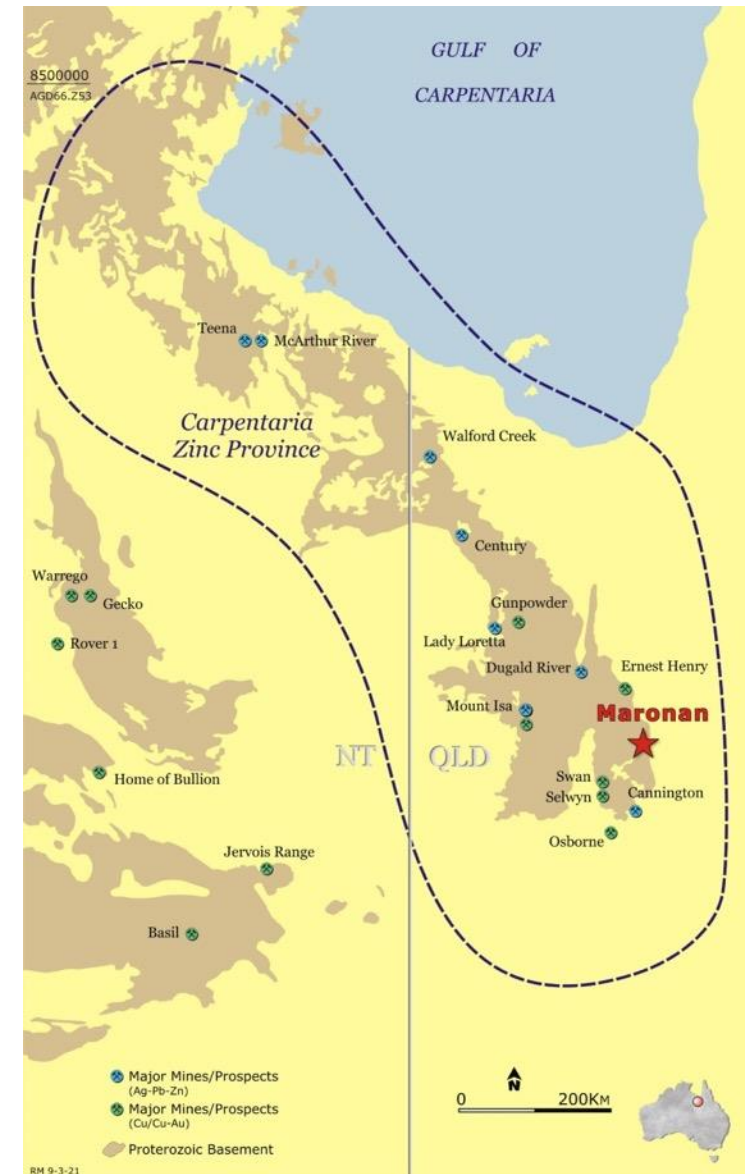 GULF OF
CARPENTARIA
8500000
AGD66.Z53
Teena
McArthur River
Carpentaria
Zinc Province
Walford Creek
Century
Warrego
Gecko
Gunpowder
Rover 1
Lady Loretta
Dugald River
Ernest Henry
Mount Isa
Maronan
NT
QLD
Home of Bullion
Swan
Selwyn
Cannington
Osborne
Jervois Range
Basil
Major Mines/Prospects
(Ag-Pb-Zn)
Major Mines/Prospects
(Cu/Cu-Au)
Proterozoic Basement
N
0 200KM
RM 9-3-21